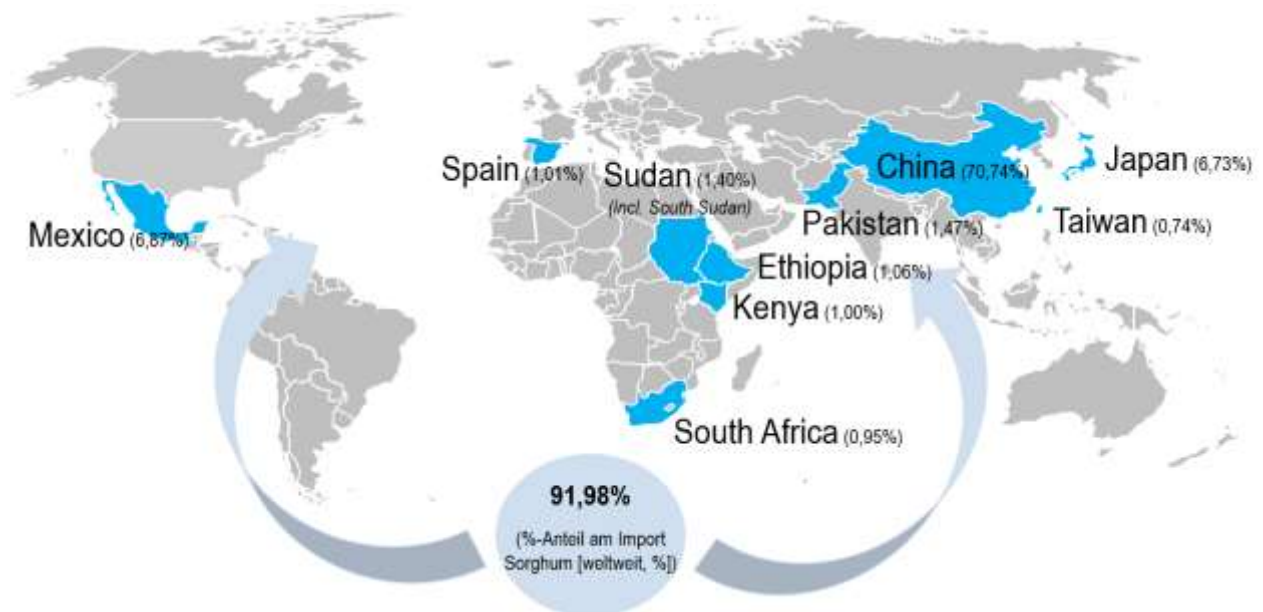 Spain (1,01%)
Sudan (1,40%)
(incl. South Sudan)
China (70,74%)
Japan (6,73%)
Mexico (6,87%)
Pakistan (1,47%)
Taiwan (0,74%)
Ethiopia (1,06%)
Kenya (1,00%)
South Africa (0,95%)
91,98%
(%-Anteil am Import
Sorghum [weltweit, %])